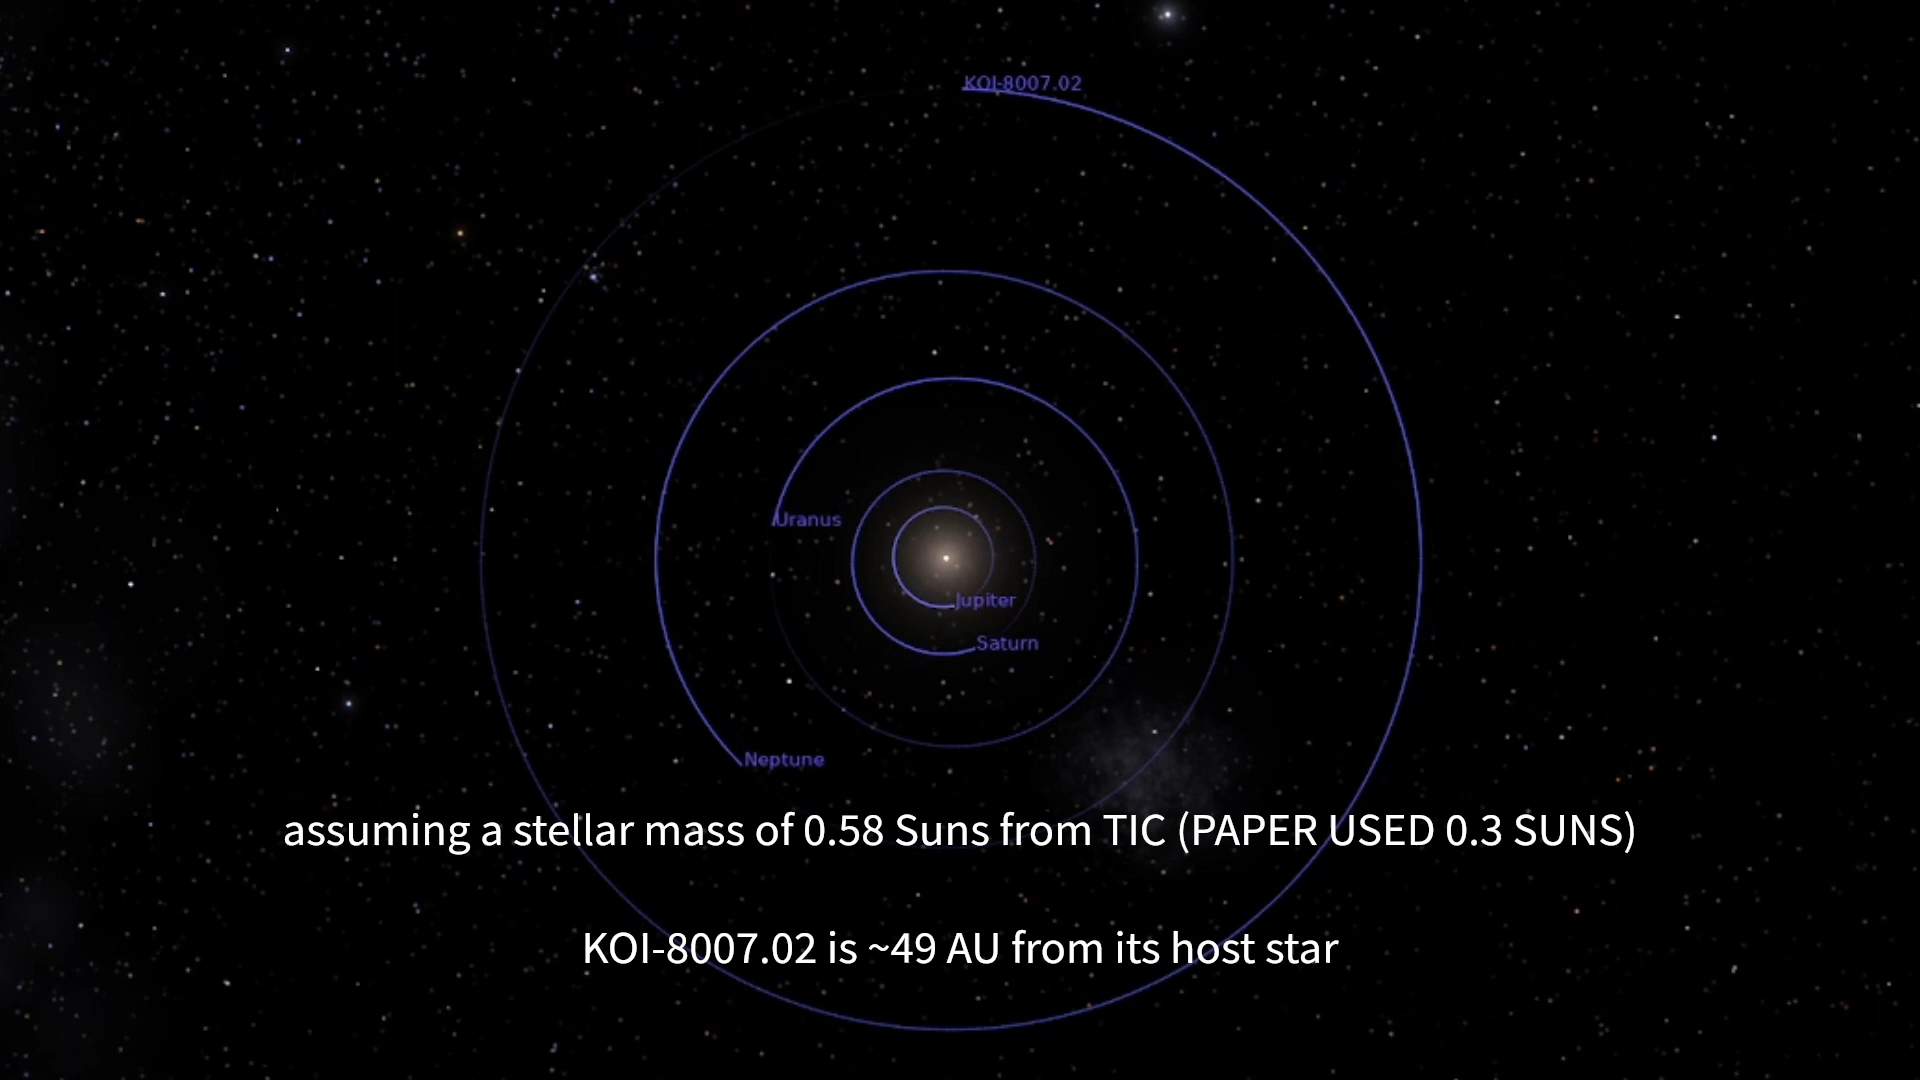 KOI-8007.02
Uranus
Jupiter
Saturn
Neptune
assuming a stellar mass of 0.58 Suns from TIC (PAPER USED 0.3 SUNS)
KOI-8007.02 is ~49 AU from its host star